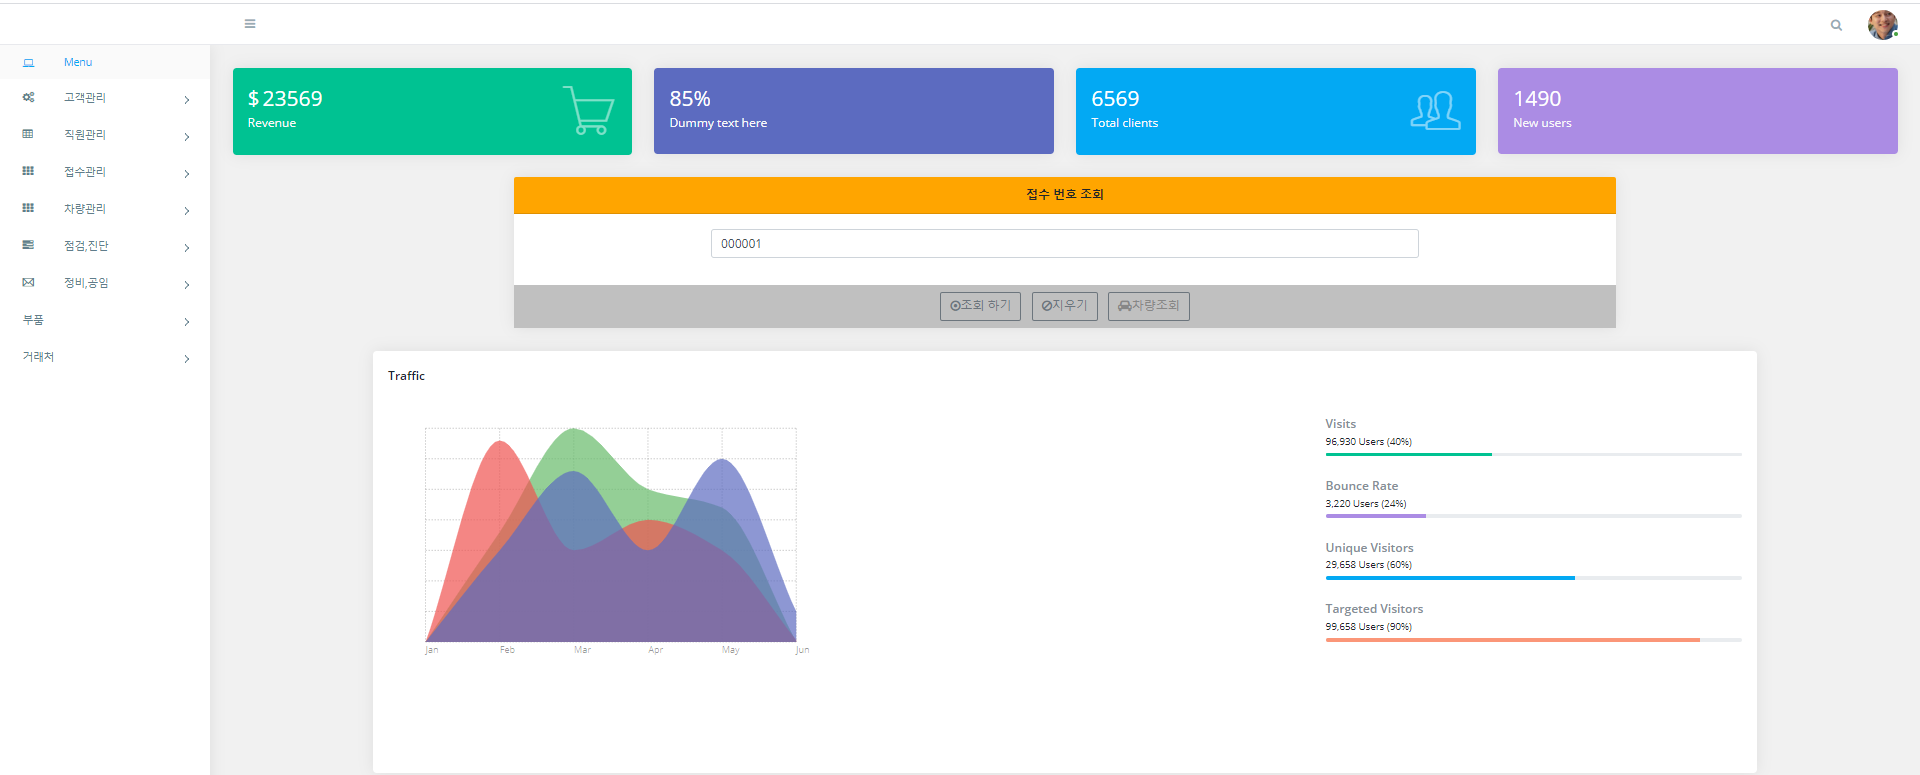 Menu
고객관리
직원관리
접수관리
차량관리
점검,진단
정비,공임
부품
거래처
$ 23569
Revenue
85%
Dummy text here
6569
Total clients
1490
New users
접수 번호 조회
000001
조회 하기
지우기
차량조회
Traffic
Jan Feb Mar Apr May Jun
Visits
96,930 Users (40%)
Bounce Rate
3,220 Users (24%)
Unique Visitors
29,658 Users (60%)
Targeted Visitors
99,658 Users (90%)